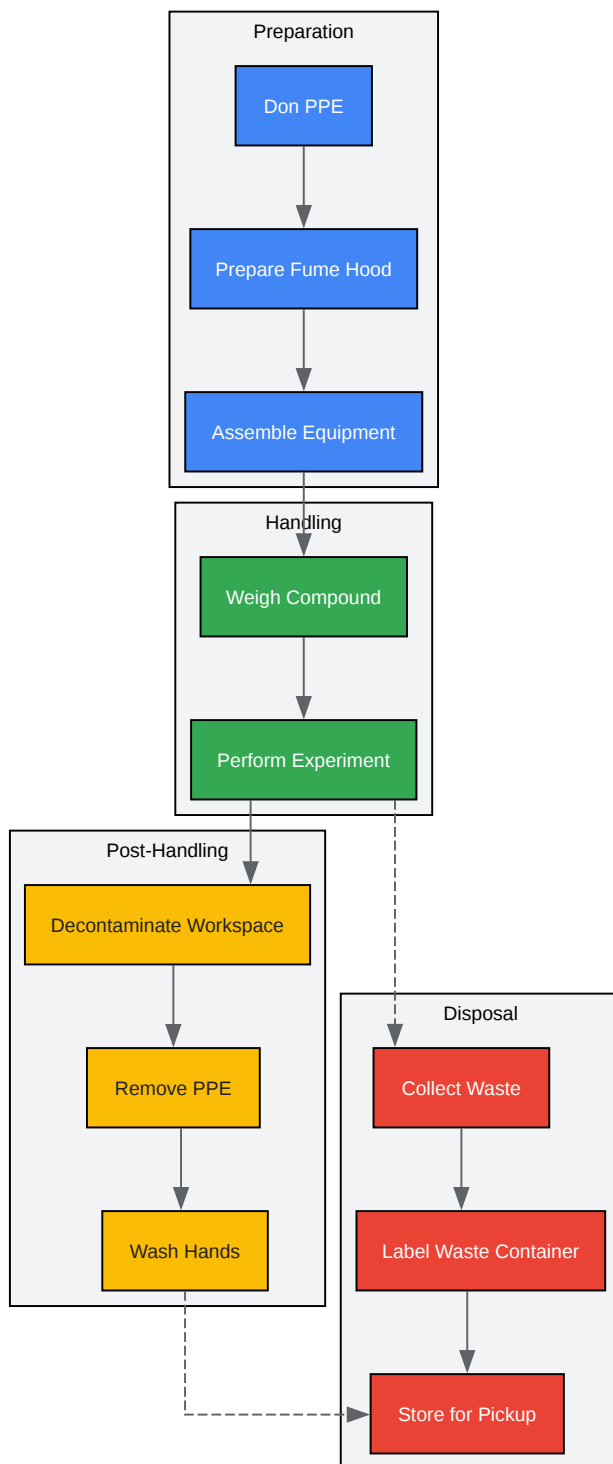 Preparation
Don PPE
Prepare Fume Hood
Assemble Equipment
Handling
Weigh Compound
Perform Experiment
Post-Handling
Decontaminate Workspace
Remove PPE
Wash Hands
Disposal
Collect Waste
Label Waste Container
Store for Pickup